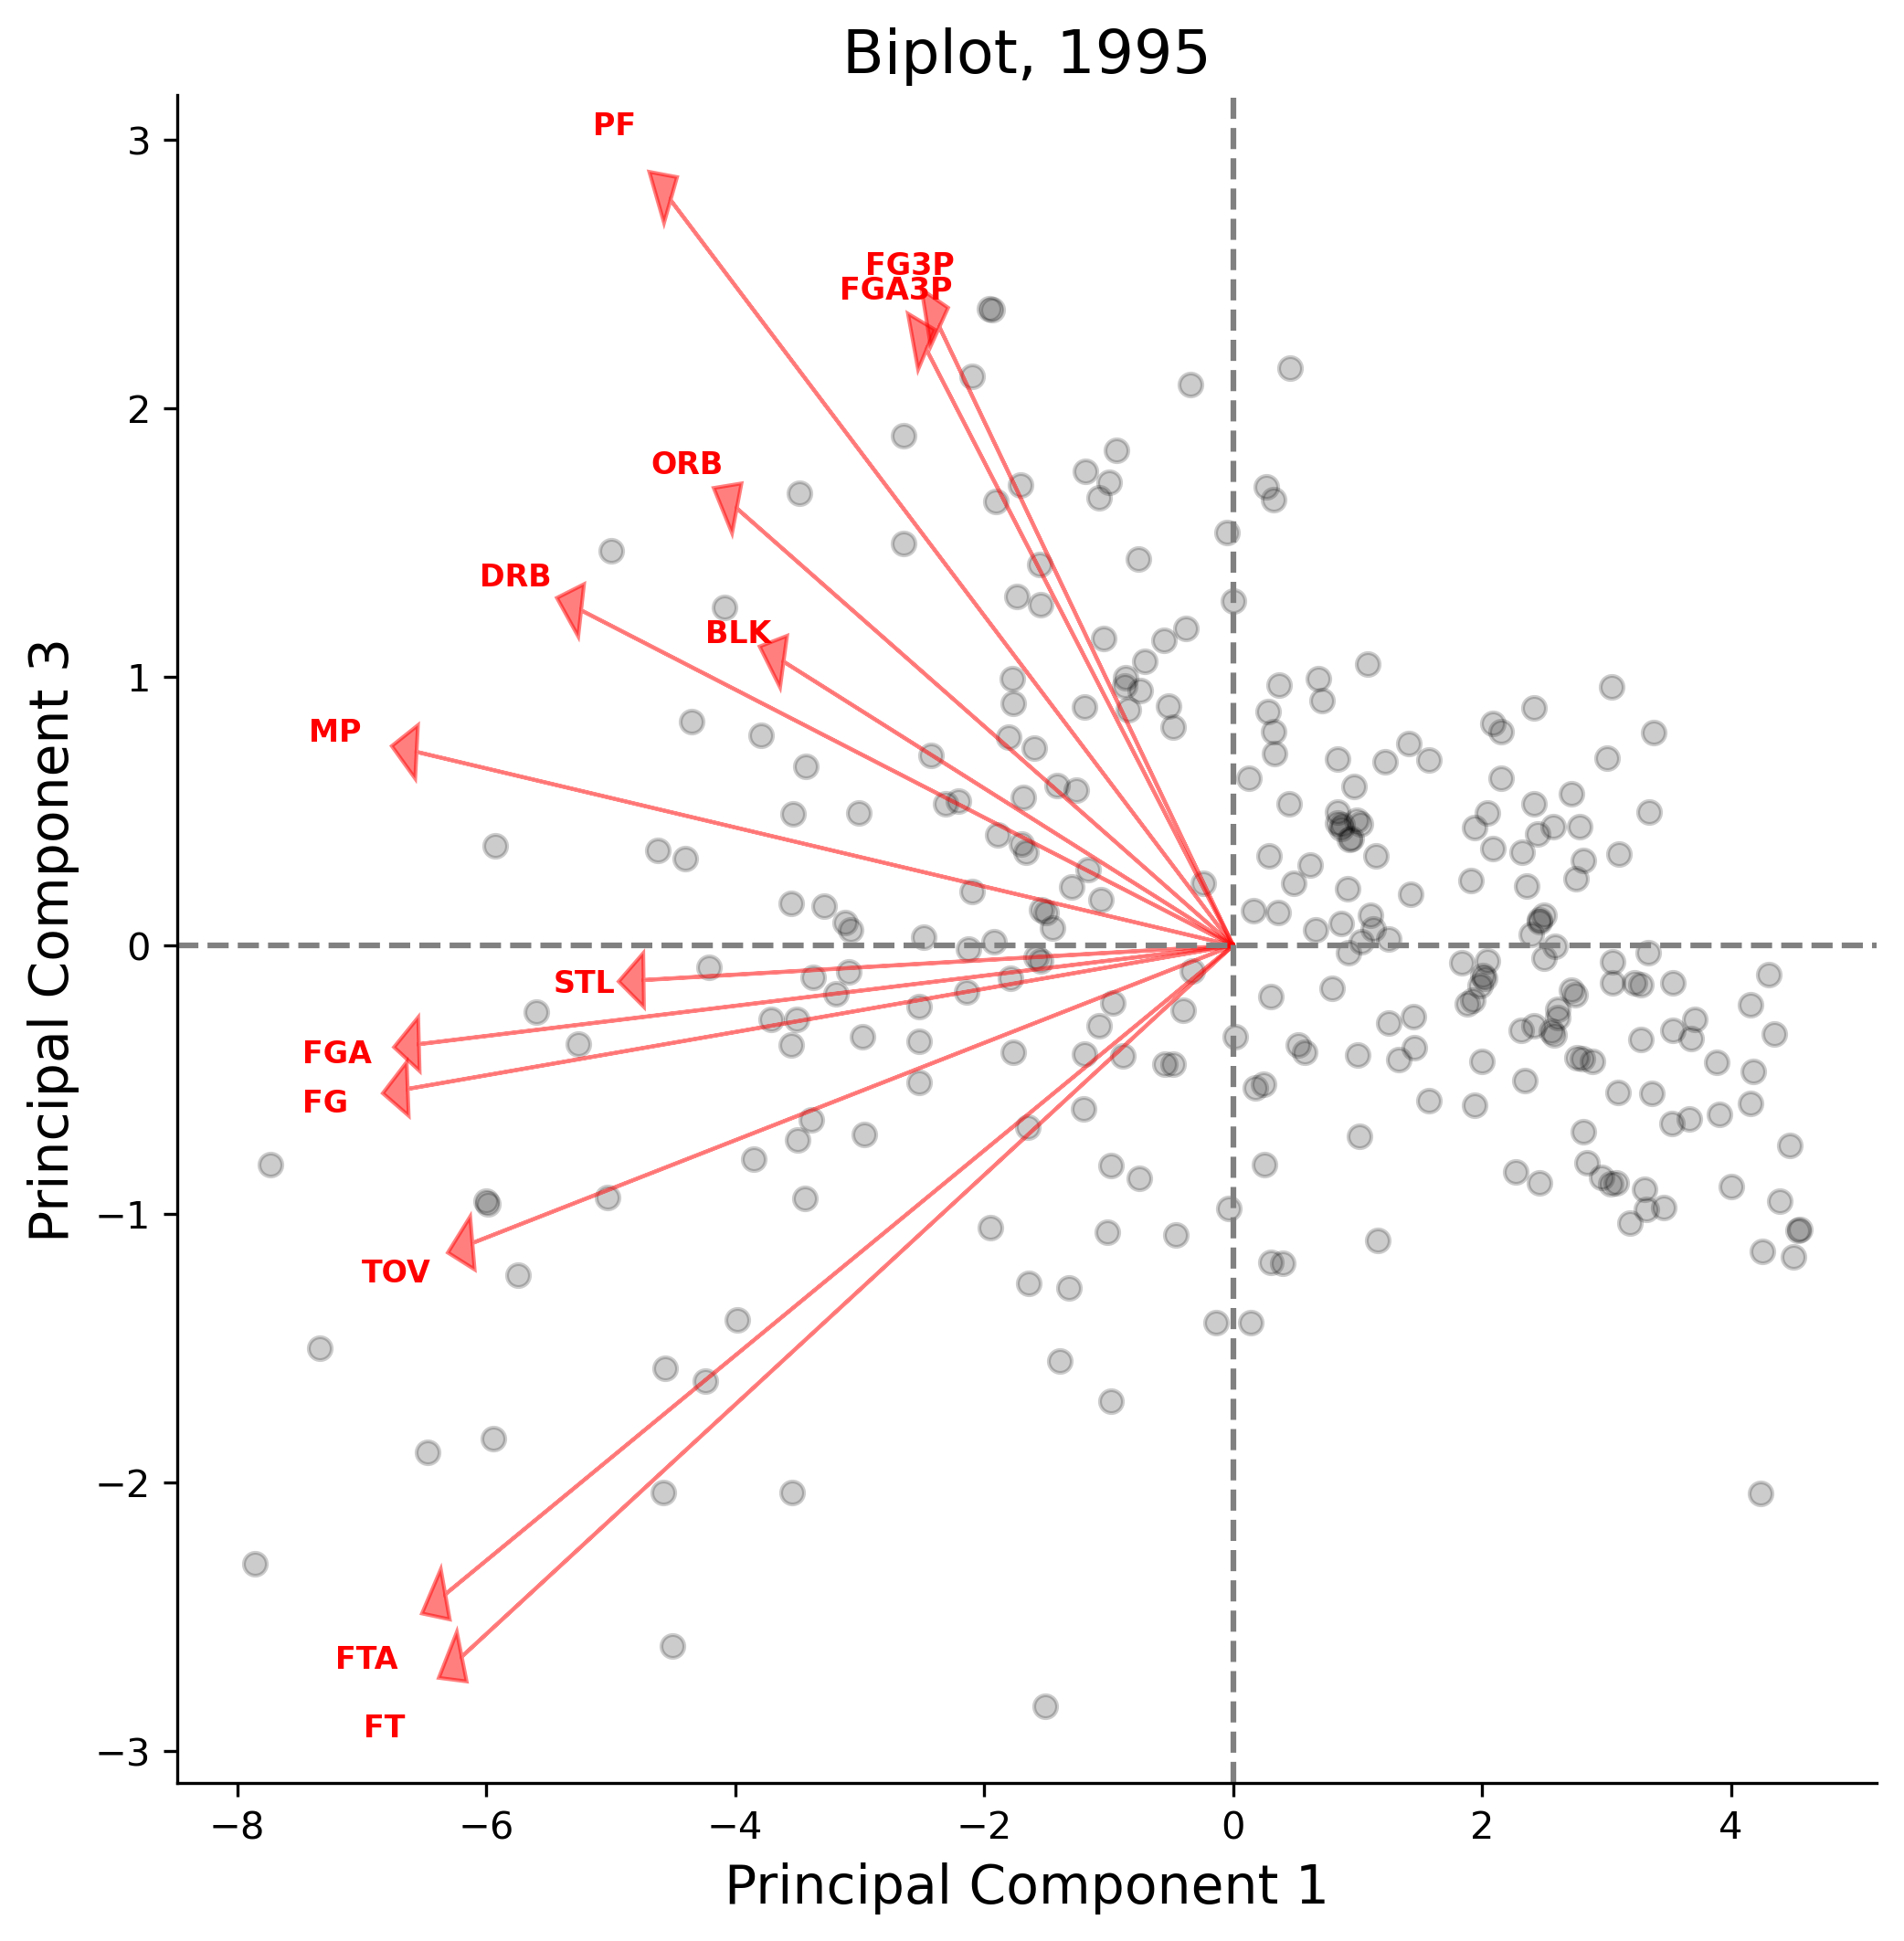 Biplot, 1995
PF
FG3P
FGA3P
ORB
DRB
BLK
MP
STL
FGA
FG
TOV
FTA
FT
3
2
1
0
−1
−2
−3
Principal Component 3
−8
−6
−4
−2
0
2
4
Principal Component 1